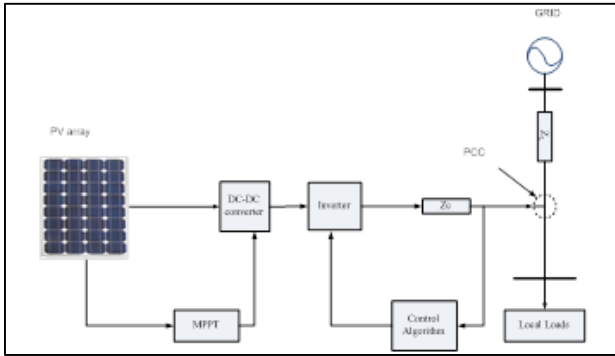 GRID
PV array
PCC
DC-DC
converter
Inverter
Zc
MPPT
Control
Algorithm
Local Loads